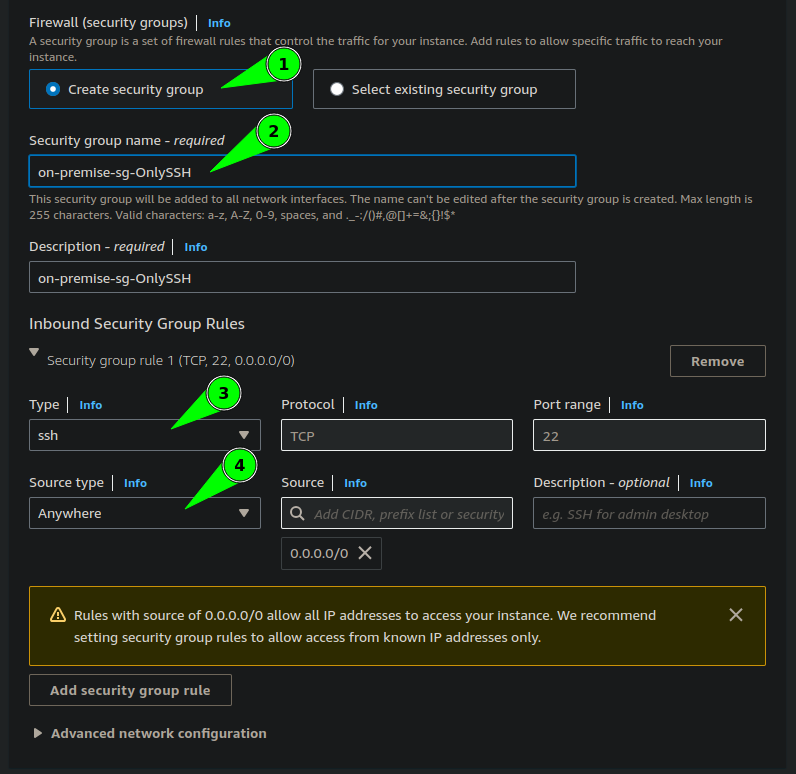 Firewall (security groups) Info
A security group is a set of firewall rules that control the traffic for your instance. Add rules to allow specific traffic to reach your
instance.
1
Create security group Select existing security group
2
Security group name - required
on-premise-sg-OnlySSH
This security group will be added to all network interfaces. The name can't be edited after the security group is created. Max length is
255 characters. Valid characters: a-z, A-Z, 0-9, spaces, and ._-:/()#,@[]+=&;{}!$*
Description - required Info
on-premise-sg-OnlySSH
Inbound Security Group Rules
Security group rule 1 (TCP, 22, 0.0.0.0/0) Remove
3
Type Info Protocol Info Port range Info
ssh TCP 22
4
Source type Info Source Info Description - optional Info
Anywhere Add CIDR, prefix list or security e.g. SSH for admin desktop
0.0.0.0/0
Rules with source of 0.0.0.0/0 allow all IP addresses to access your instance. We recommend
setting security group rules to allow access from known IP addresses only.
Add security group rule
Advanced network configuration